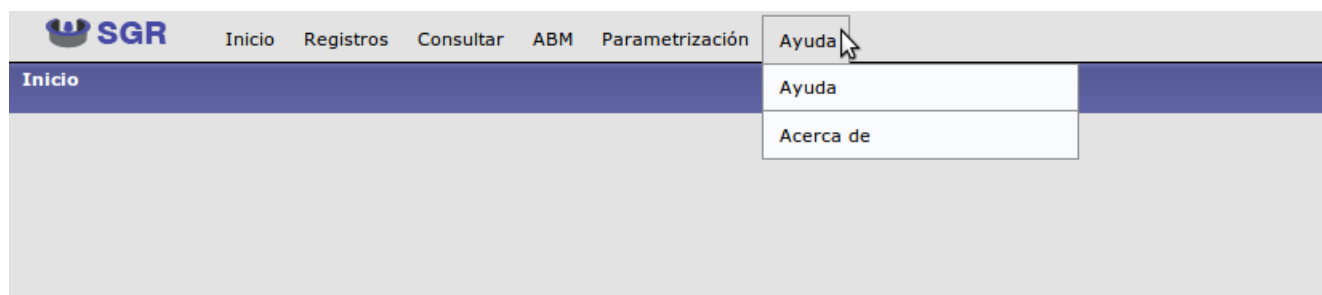 SGR Inicio Registros Consultar ABM Parametrización Ayuda
Inicio
Ayuda
Acerca de